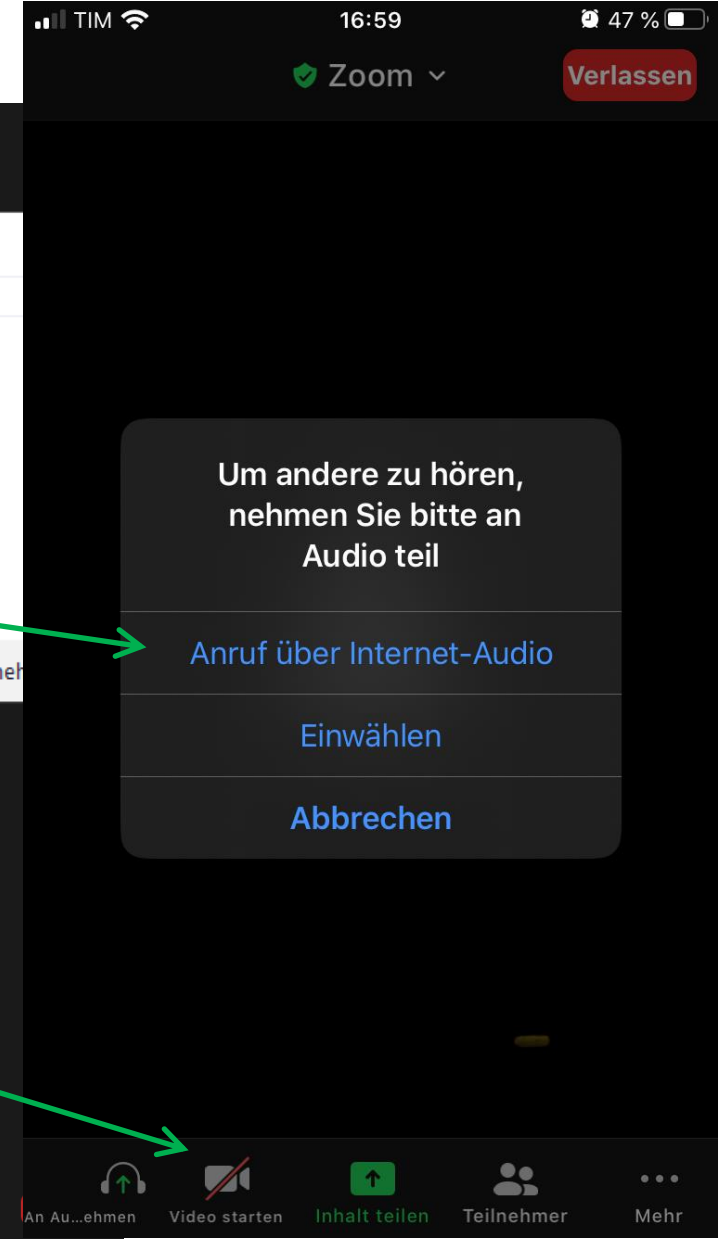 TIM 16:59 47 %
Zoom Verlassen
Um andere zu hören,
nehmen Sie bitte an
Audio teil
Anruf über Internet-Audio
neh
Einwählen
Abbrechen
An Au...ehmen Video starten Inhalt teilen Teilnehmer Mehr